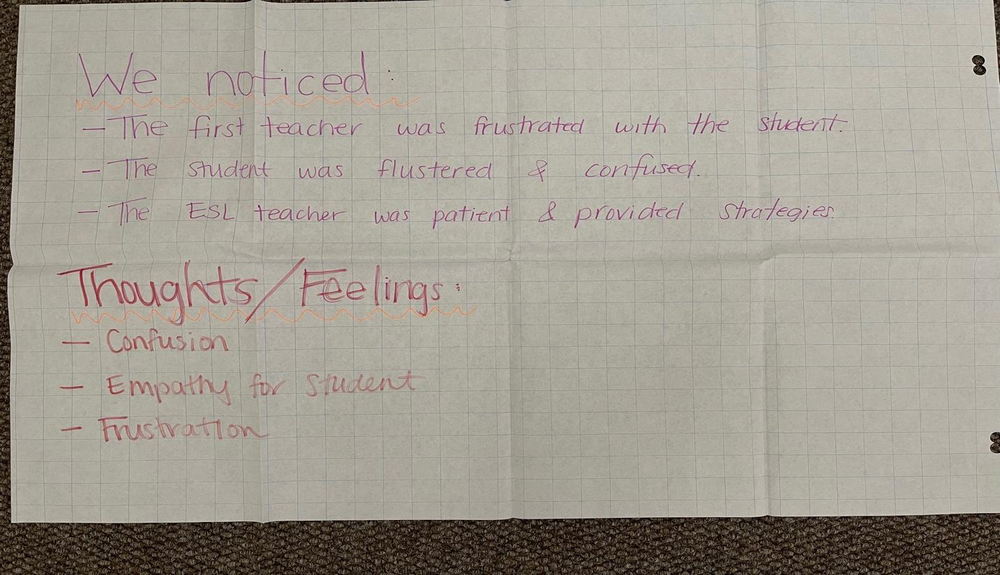 We noticed:
- The first teacher was frustrated with the student.
- The student was flustered & confused.
- The ESL teacher was patient & provided strategies.
Thoughts/Feelings:
- Confusion
- Empathy for student
- Frustration